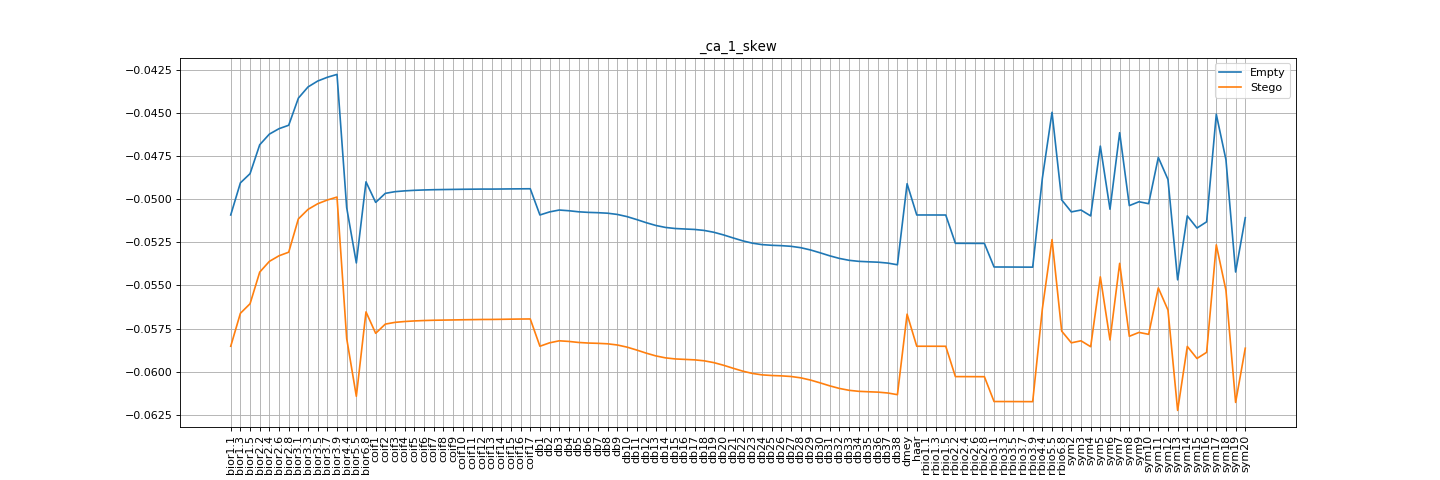 _ca_1_skew
Empty
Stego
−0.0425
−0.0450
−0.0475
−0.0500
−0.0525
−0.0550
−0.0575
−0.0600
−0.0625
bior1.1
bior1.3
bior1.5
bior2.2
bior2.4
bior2.6
bior2.8
bior3.1
bior3.3
bior3.5
bior3.7
bior3.9
bior4.4
bior5.5
bior6.8
coif1
coif2
coif3
coif4
coif5
coif6
coif7
coif8
coif9
coif10
coif11
coif12
coif13
coif14
coif15
coif16
coif17
db1
db2
db3
db4
db5
db6
db7
db8
db9
db10
db11
db12
db13
db14
db15
db16
db17
db18
db19
db20
db21
db22
db23
db24
db25
db26
db27
db28
db29
db30
db31
db32
db33
db34
db35
db36
db37
db38
dmey
haar
rbio1.1
rbio1.3
rbio1.5
rbio2.2
rbio2.4
rbio2.6
rbio2.8
rbio3.1
rbio3.3
rbio3.5
rbio3.7
rbio3.9
rbio4.4
rbio5.5
rbio6.8
sym2
sym3
sym4
sym5
sym6
sym7
sym8
sym9
sym10
sym11
sym12
sym13
sym14
sym15
sym16
sym17
sym18
sym19
sym20